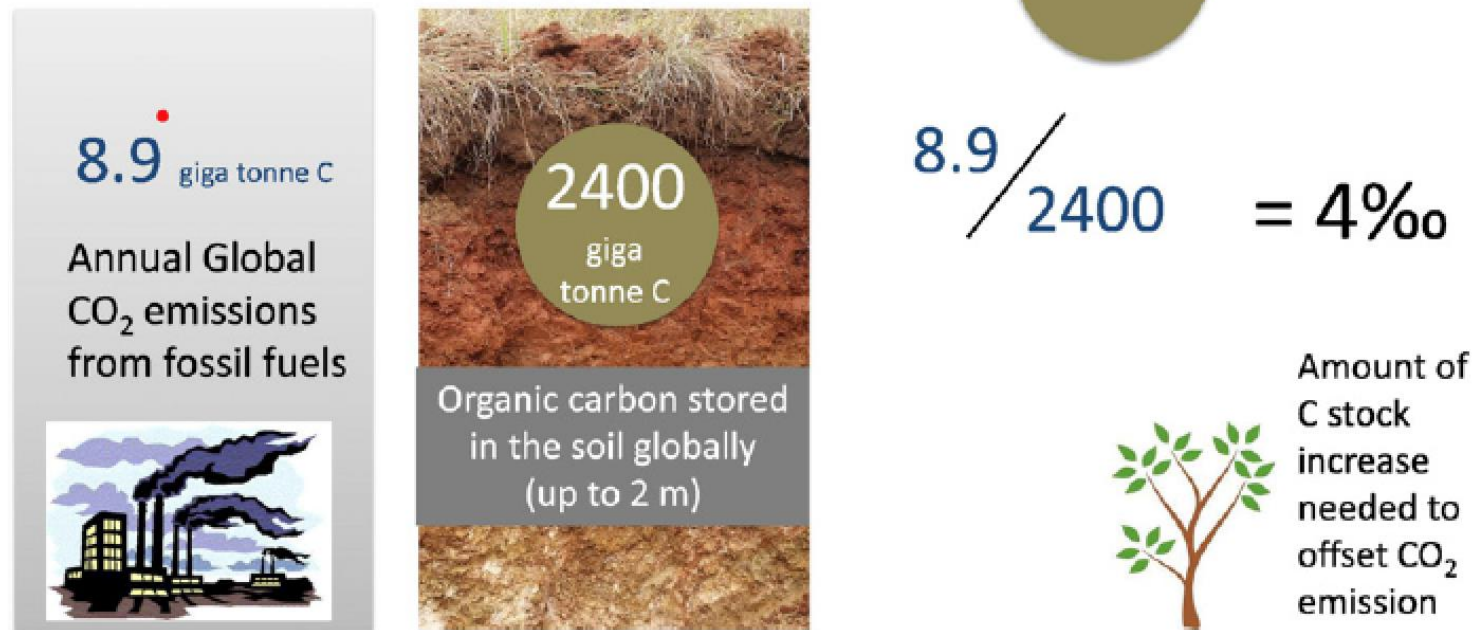 8.9 giga tonne C
Annual Global
CO₂ emissions
from fossil fuels
2400
giga
tonne C
Organic carbon stored
in the soil globally
(up to 2 m)
8.9/2400 = 4‰
Amount of
C stock
increase
needed to
offset CO₂
emission